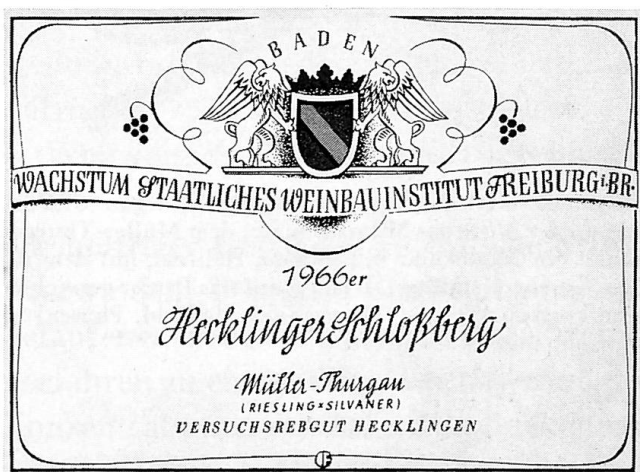 BADEN
WACHSTUM STAATLICHES WEINBAUINSTITUT FREIBURG i. BR.
1966er
Hecklinger Schloßberg
Müller-Thurgau
(RIESLING × SILVANER)
VERSUCHSREBGUT HECKLINGEN